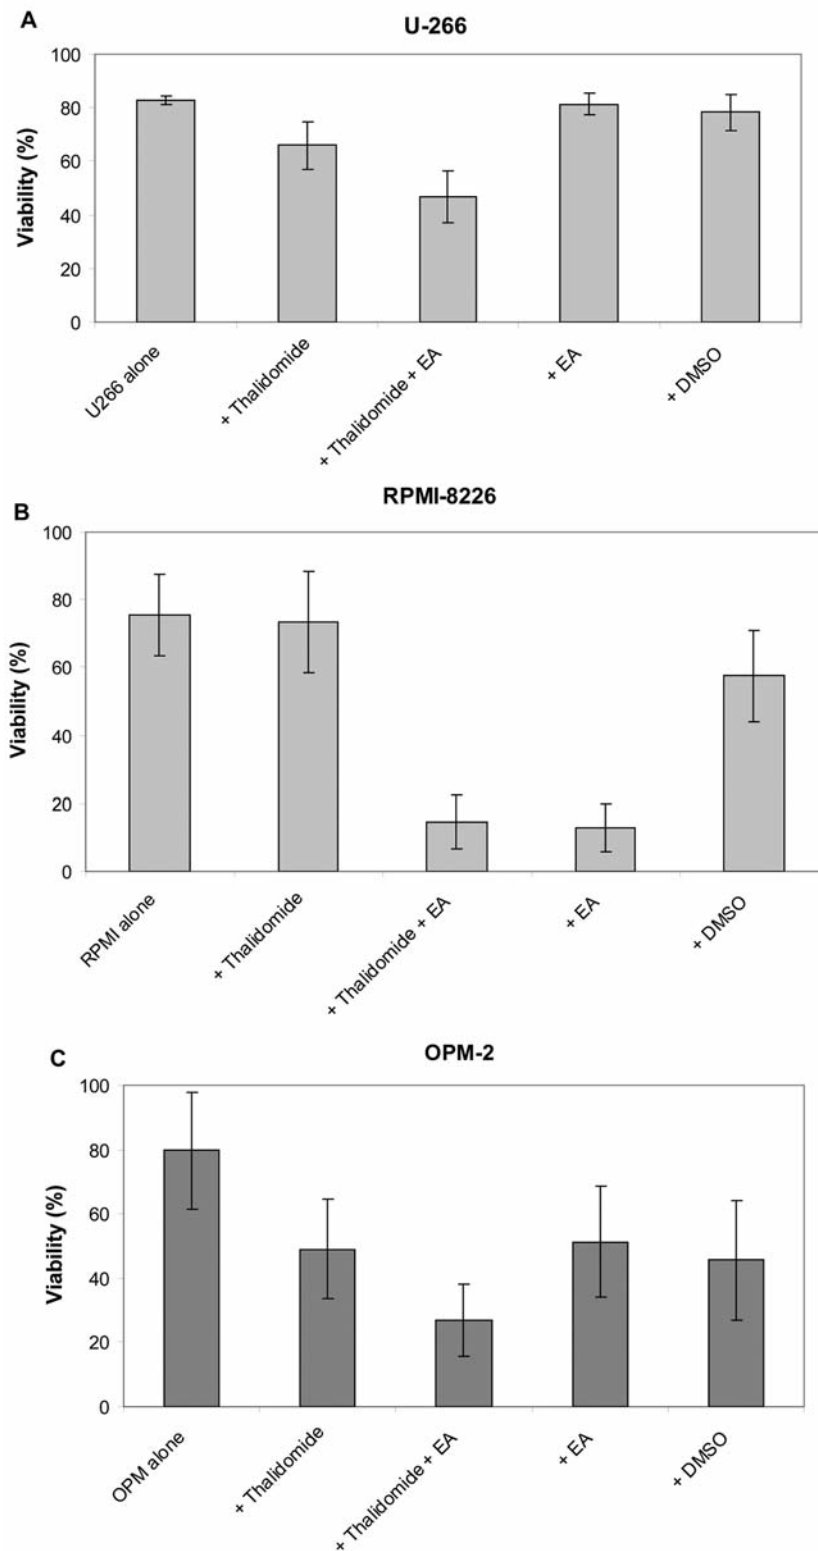 A
U-266
Viability (%)
100
80
60
40
20
0
U266 alone
+ Thalidomide
+ Thalidomide + EA
+ EA
+ DMSO
B
RPMI-8226
Viability (%)
100
80
60
40
20
0
RPMI alone
+ Thalidomide
+ Thalidomide + EA
+ EA
+ DMSO
C
OPM-2
Viability (%)
100
80
60
40
20
0
OPM alone
+ Thalidomide
+ Thalidomide + EA
+ EA
+ DMSO